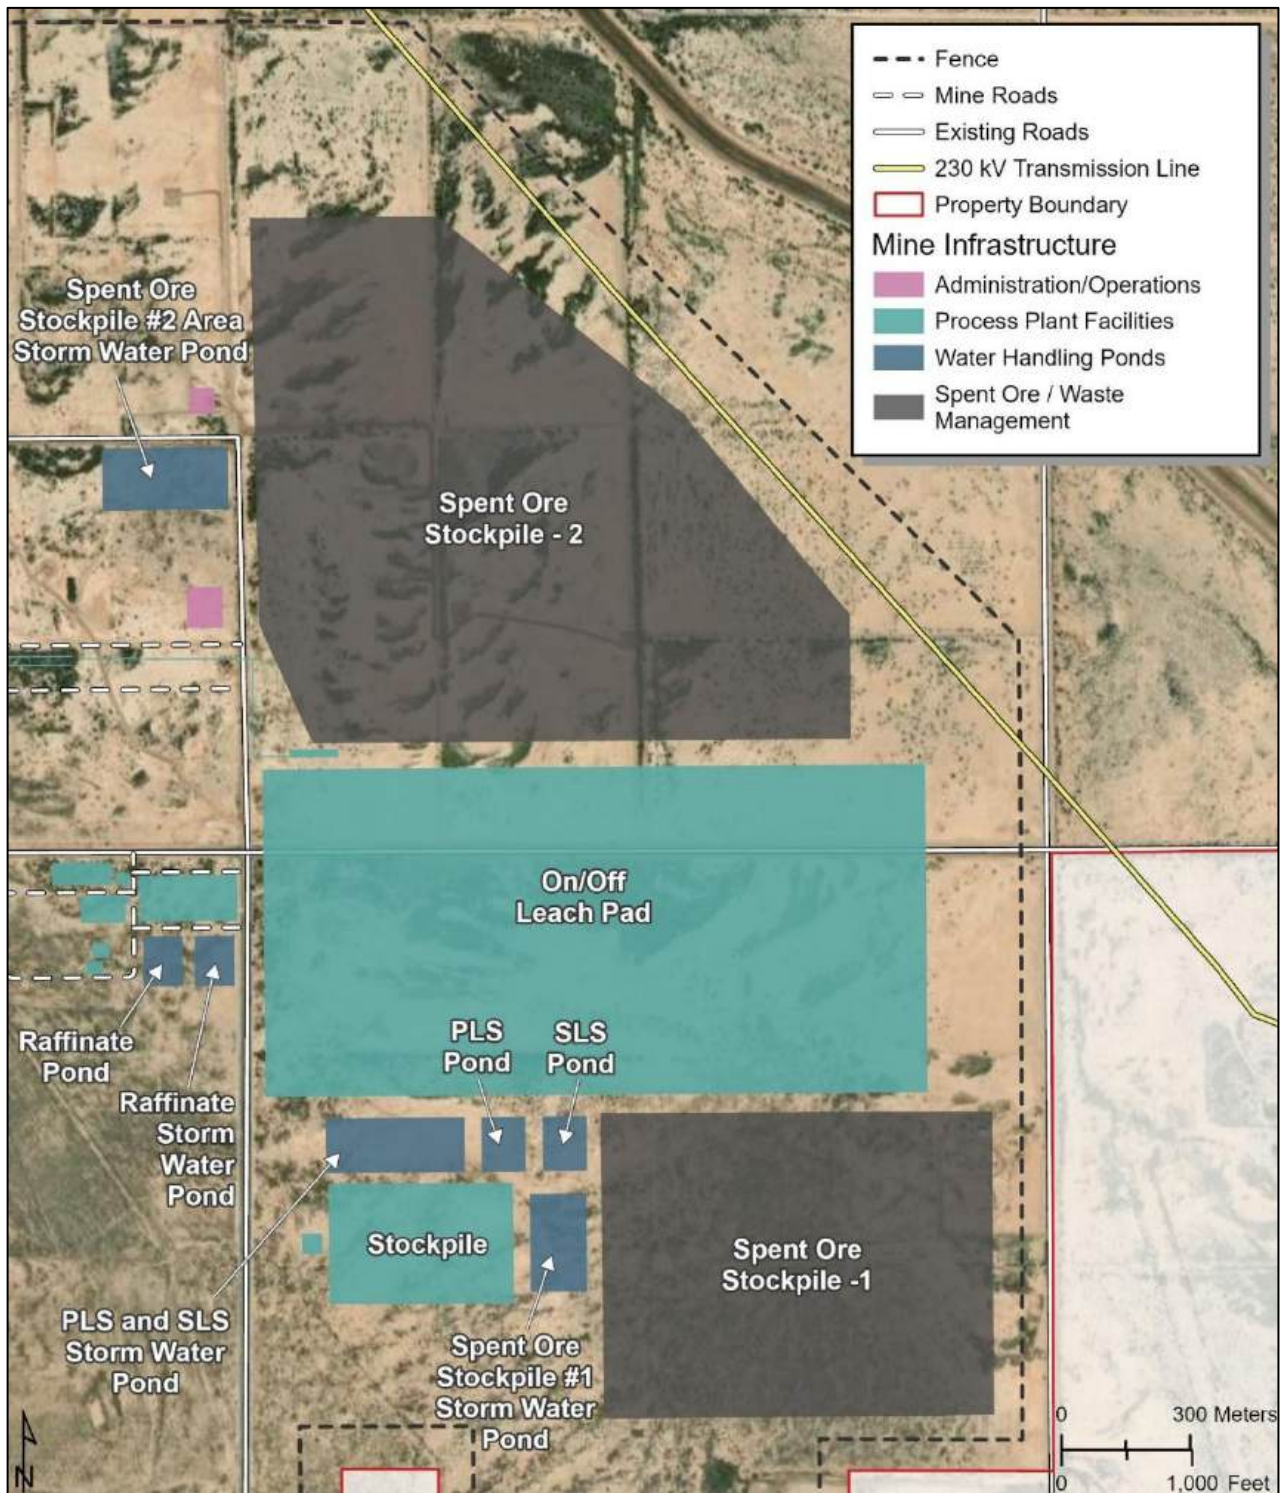 Fence
Mine Roads
Existing Roads
230 kV Transmission Line
Property Boundary
Mine Infrastructure
Administration/Operations
Process Plant Facilities
Water Handling Ponds
Spent Ore / Waste
Management
Spent Ore
Stockpile #2 Area
Storm Water Pond
Spent Ore
Stockpile - 2
On/Off
Leach Pad
PLS
Pond
SLS
Pond
Raffinate
Pond
Raffinate
Storm
Water
Pond
Stockpile
Spent Ore
Stockpile -1
PLS and SLS
Storm Water
Pond
Spent Ore
Stockpile #1
Storm Water
Pond
0 300 Meters
0 1,000 Feet
N